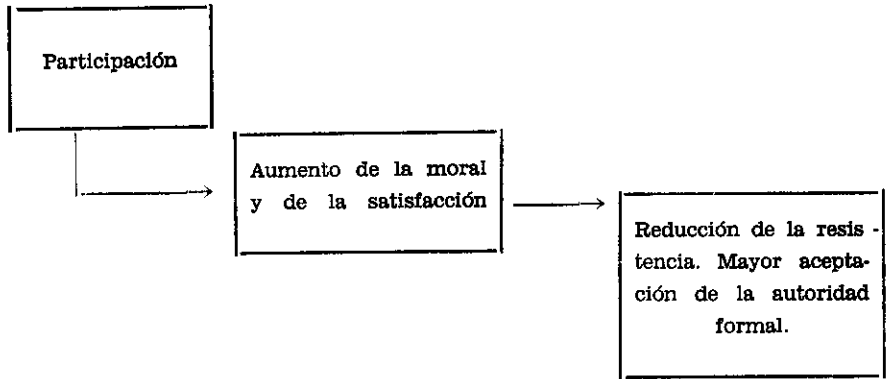 Participación
Aumento de la moral
y de la satisfacción
Reducción de la resis-
tencia. Mayor acepta-
ción de la autoridad
formal.